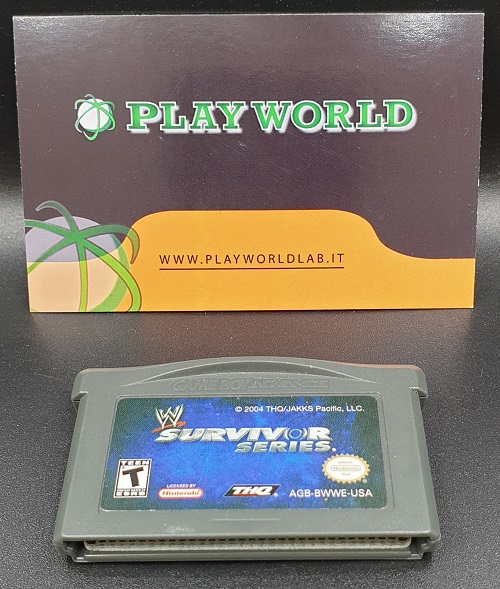 PLAY WORLD
WWW.PLAYWORLDLAB.IT
GAME BOY ADVANCE
© 2004 THQ/JAKKS Pacific, LLC.
W
SURVIVOR
SERIES.
TEEN
T
ESRB
LICENSED BY
Nintendo
THQ
Nintendo
AGB-BWWE-USA